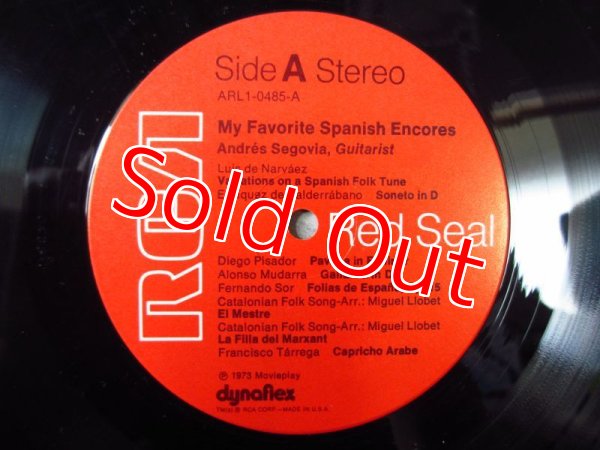 Side A Stereo
ARL1-0485-A
My Favorite Spanish Encores
Andrés Segovia, Guitarist
Luis de Narváez
Variations on a Spanish Folk Tune
Soneto in D
RCA
Red Seal
Sold Out
Diego Pisador
Alonso Mudarra
Fernando Sor Folias de España
Catalonian Folk Song-Arr.: Miguel Llobet
El Mestre
Catalonian Folk Song-Arr.: Miguel Llobet
La Filla del Marxant
Francisco Tárrega Capricho Arabe
℗ 1973 Movieplay
dynaflex
TM(s) ® RCA CORP.—MADE IN U.S.A.